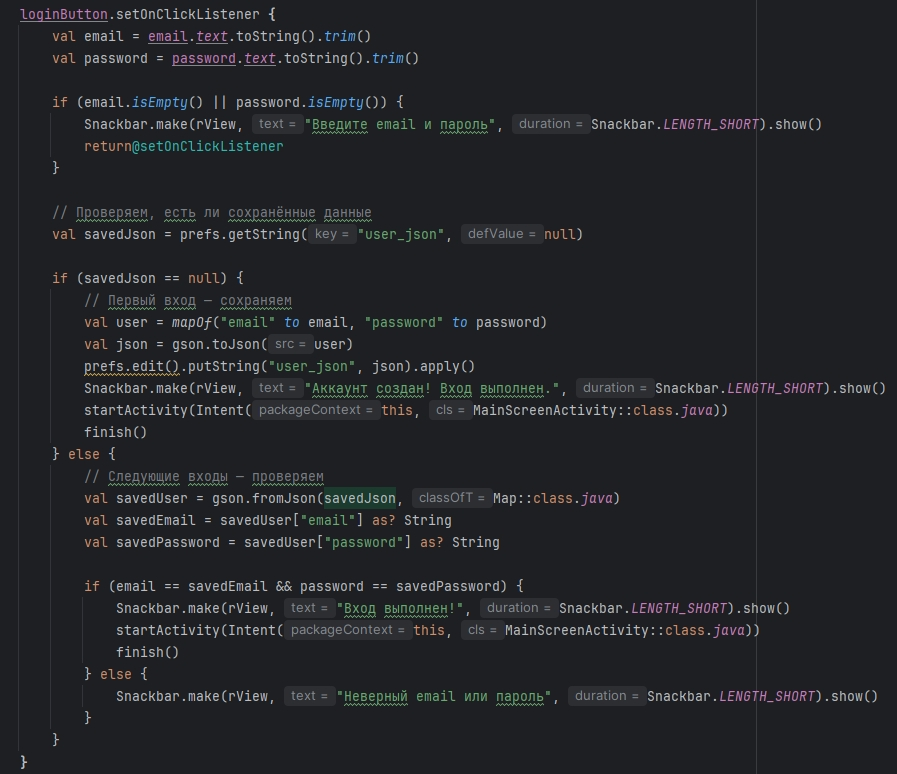 loginButton.setOnClickListener {
    val email = email.text.toString().trim()
    val password = password.text.toString().trim()

    if (email.isEmpty() || password.isEmpty()) {
        Snackbar.make(rView, text = "Введите email и пароль", duration = Snackbar.LENGTH_SHORT).show()
        return@setOnClickListener
    }

    // Проверяем, есть ли сохранённые данные
    val savedJson = prefs.getString( key = "user_json", defValue = null)

    if (savedJson == null) {
        // Первый вход — сохраняем
        val user = mapOf("email" to email, "password" to password)
        val json = gson.toJson( src = user)
        prefs.edit().putString("user_json", json).apply()
        Snackbar.make(rView, text = "Аккаунт создан! Вход выполнен.", duration = Snackbar.LENGTH_SHORT).show()
        startActivity(Intent( packageContext = this, cls = MainScreenActivity::class.java))
        finish()
    } else {
        // Следующие входы — проверяем
        val savedUser = gson.fromJson(savedJson, classOfT = Map::class.java)
        val savedEmail = savedUser["email"] as? String
        val savedPassword = savedUser["password"] as? String

        if (email == savedEmail && password == savedPassword) {
            Snackbar.make(rView, text = "Вход выполнен!", duration = Snackbar.LENGTH_SHORT).show()
            startActivity(Intent( packageContext = this, cls = MainScreenActivity::class.java))
            finish()
        } else {
            Snackbar.make(rView, text = "Неверный email или пароль", duration = Snackbar.LENGTH_SHORT).show()
        }
    }
}